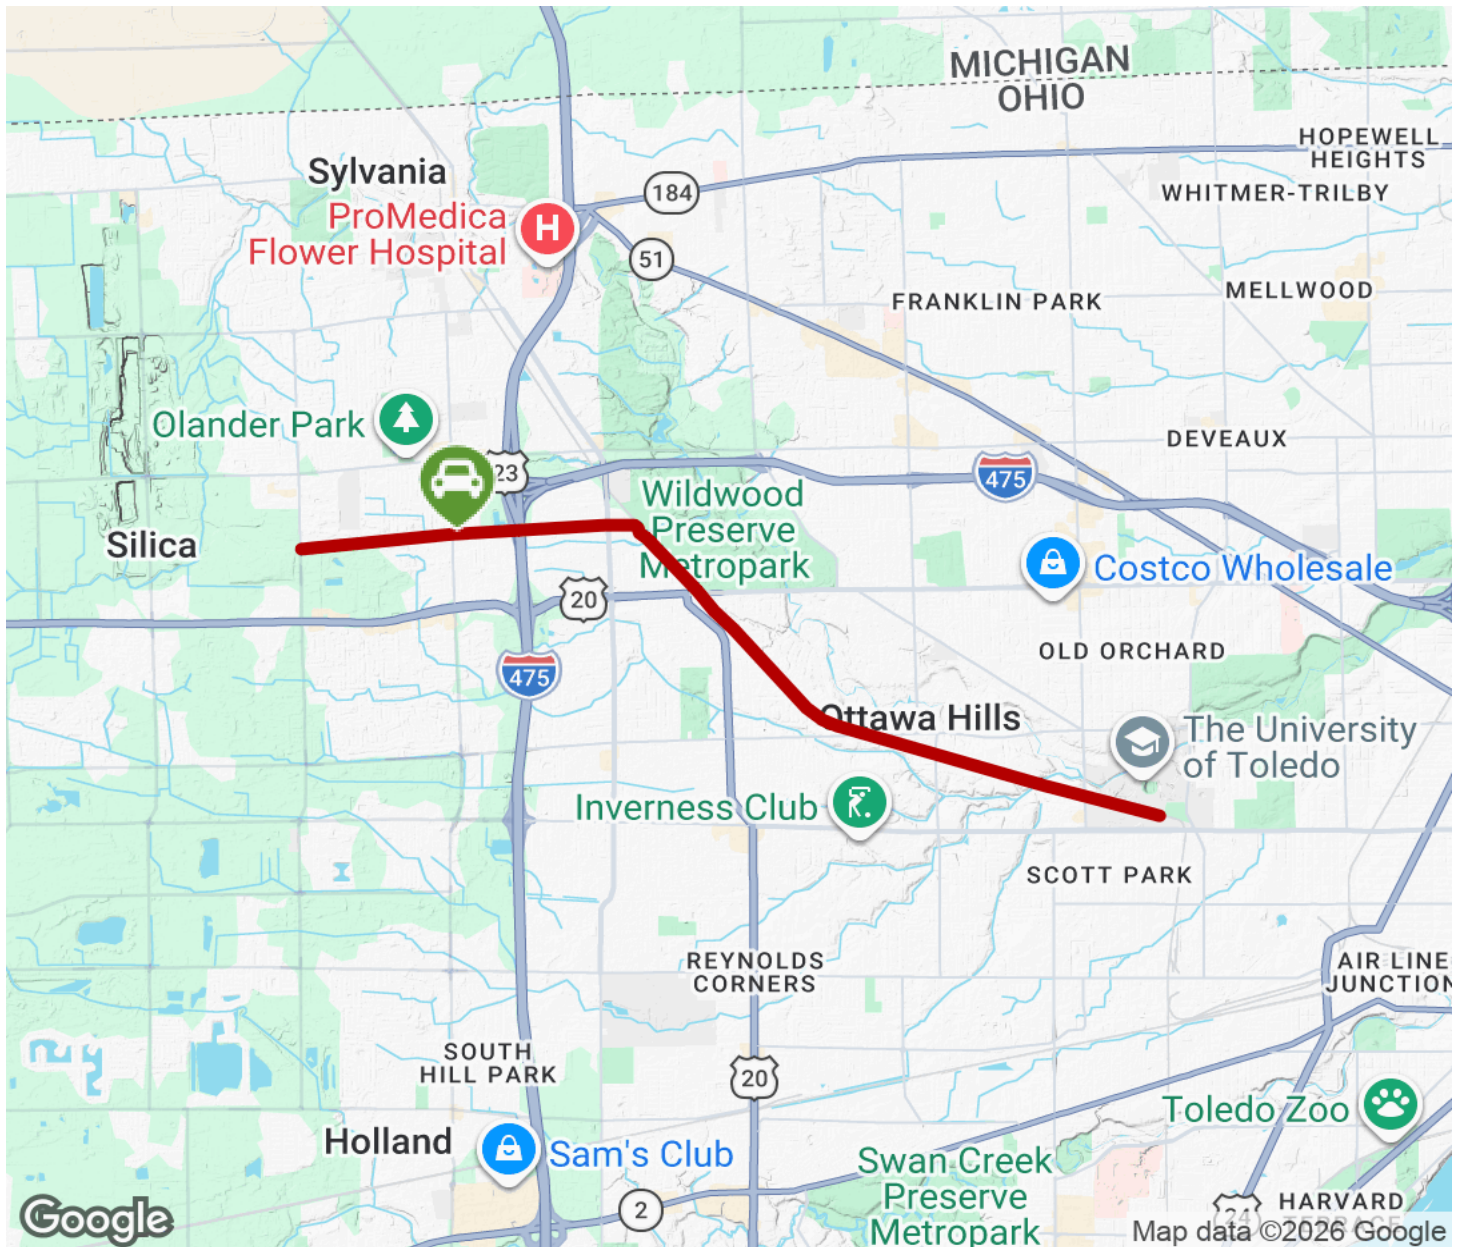 MICHIGAN
OHIO
HOPEWELL
HEIGHTS
Sylvania
184
WHITMER-TRILBY
ProMedica
Flower Hospital
H
51
FRANKLIN PARK
MELLWOOD
Olander Park
DEVEAUX
23
475
Wildwood
Preserve
Metropark
Silica
Costco Wholesale
20
OLD ORCHARD
475
Ottawa Hills
The University
of Toledo
Inverness Club
SCOTT PARK
REYNOLDS
CORNERS
AIR LINE
JUNCTION
SOUTH
HILL PARK
20
Toledo Zoo
Holland
Sam's Club
Swan Creek
Preserve
Metropark
2
24
HARVARD
TERRACE
Google
Map data ©2026 Google